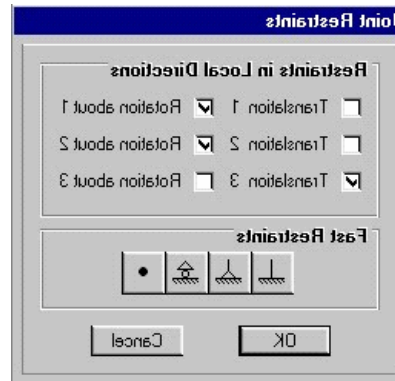 Joint Restraints
Restraints in Local Directions
Translation 1 Rotation about 1
Translation 2 Rotation about 2
Translation 3 Rotation about 3
Fast Restraints
OK Cancel